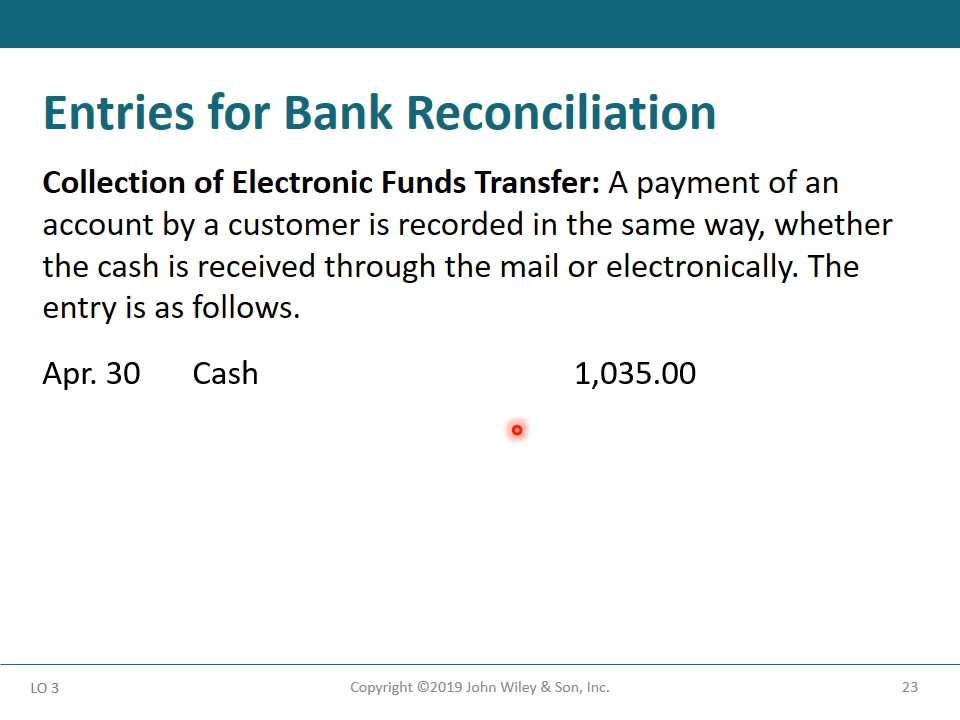 Entries for Bank Reconciliation
Collection of Electronic Funds Transfer: A payment of an
account by a customer is recorded in the same way, whether
the cash is received through the mail or electronically. The
entry is as follows.
Apr. 30 Cash 1,035.00
LO 3 Copyright ©2019 John Wiley & Son, Inc. 23